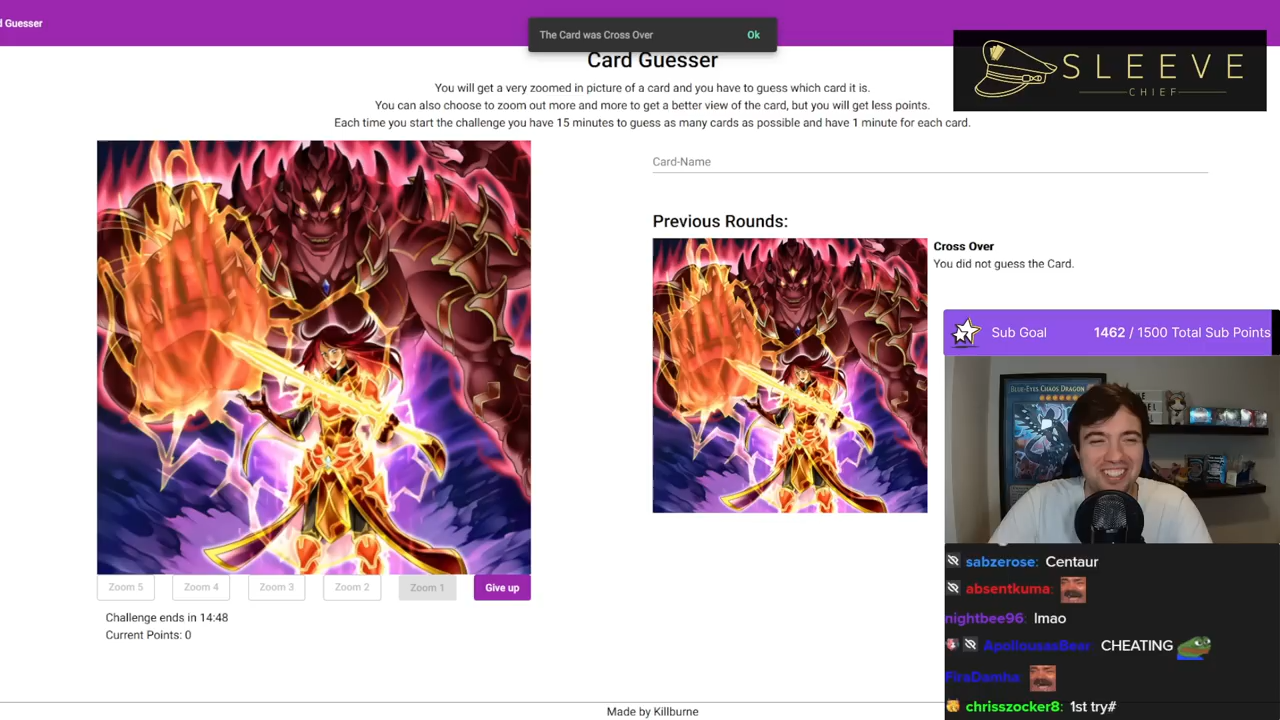 d Guesser
The Card was Cross Over Ok
SLEEVE
CHIEF
Card Guesser
You will get a very zoomed in picture of a card and you have to guess which card it is.
You can also choose to zoom out more and more to get a better view of the card, but you will get less points.
Each time you start the challenge you have 15 minutes to guess as many cards as possible and have 1 minute for each card.
Card-Name
Previous Rounds:
Cross Over
You did not guess the Card.
Zoom 5 Zoom 4 Zoom 3 Zoom 2 Zoom 1 Give up
Challenge ends in 14:48
Current Points: 0
Sub Goal 1462 / 1500 Total Sub Points
BLUE-EYES CHAOS DRAGON
sabzerose: Centaur
absentkuma:
nightbee96: lmao
ApollousasBear: CHEATING
FiraDamha:
chrisszocker8: 1st try#
Made by Killburne